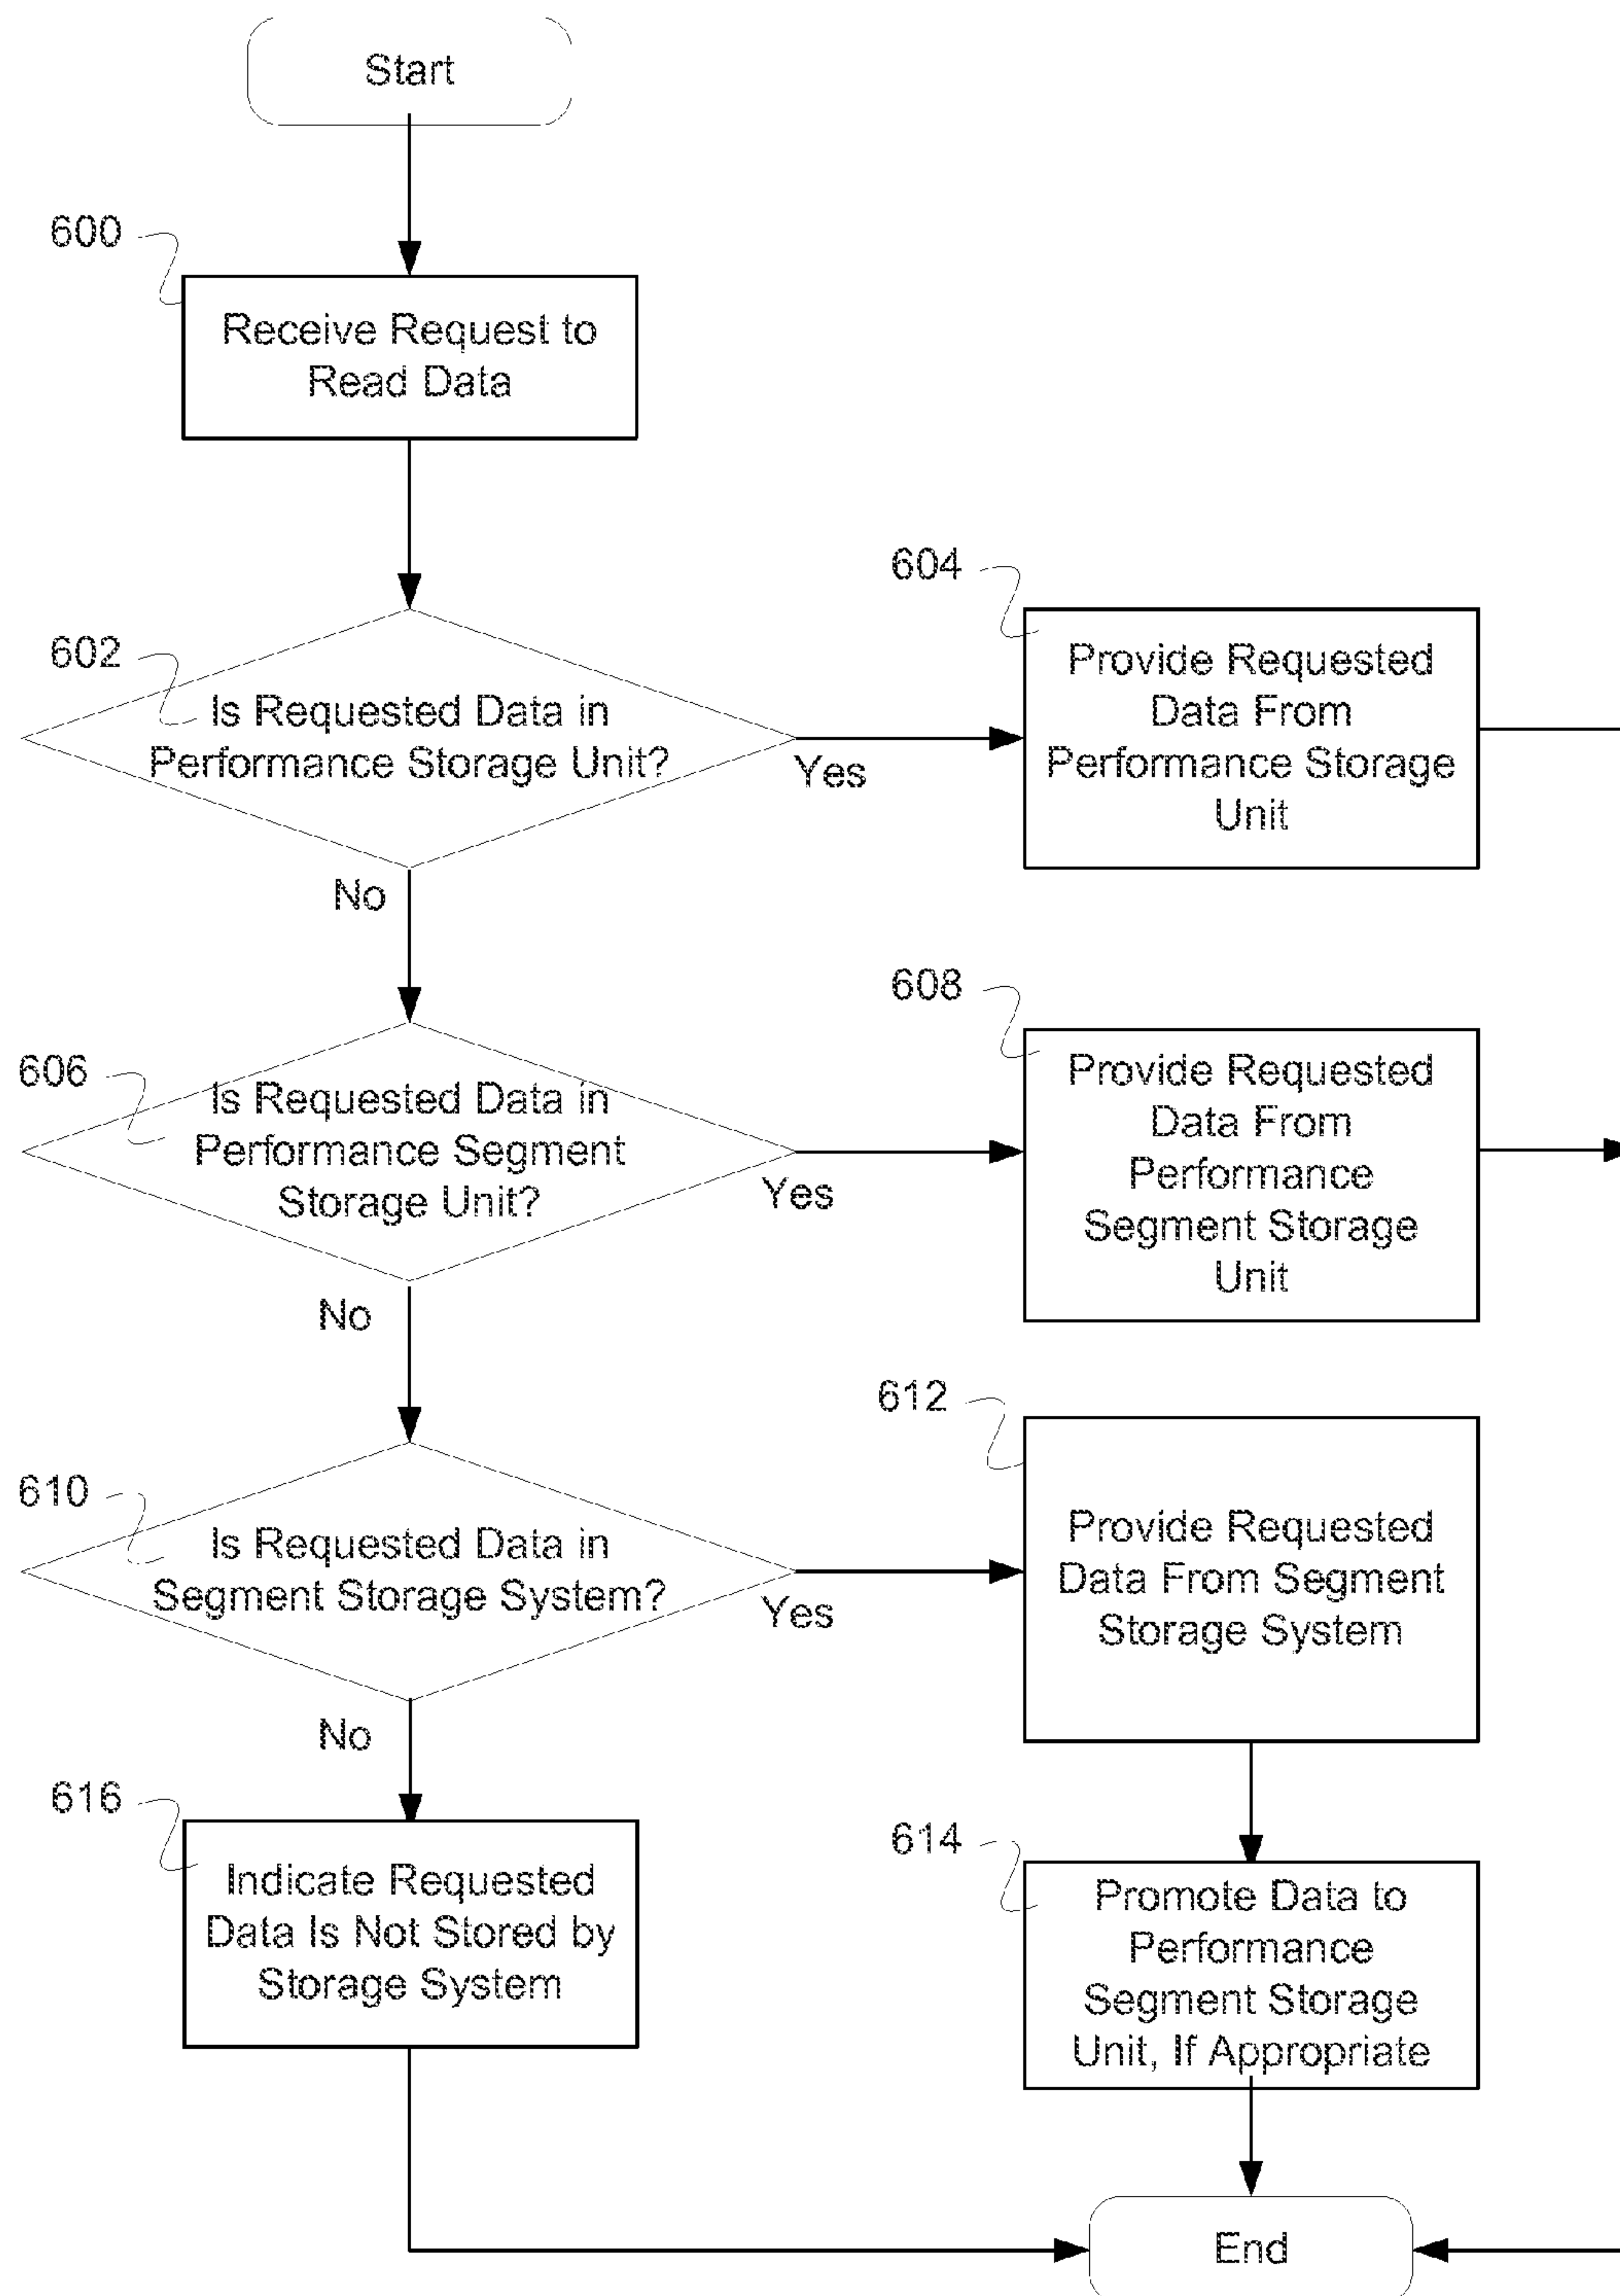 Start
600
Receive Request to
Read Data
602
Is Requested Data in
Performance Storage Unit?
Yes
No
604
Provide Requested
Data From
Performance Storage
Unit
606
Is Requested Data in
Performance Segment
Storage Unit?
Yes
No
608
Provide Requested
Data From
Performance
Segment Storage
Unit
610
Is Requested Data in
Segment Storage System?
Yes
No
612
Provide Requested
Data From Segment
Storage System
614
Promote Data to
Performance
Segment Storage
Unit, If Appropriate
616
Indicate Requested
Data Is Not Stored by
Storage System
End